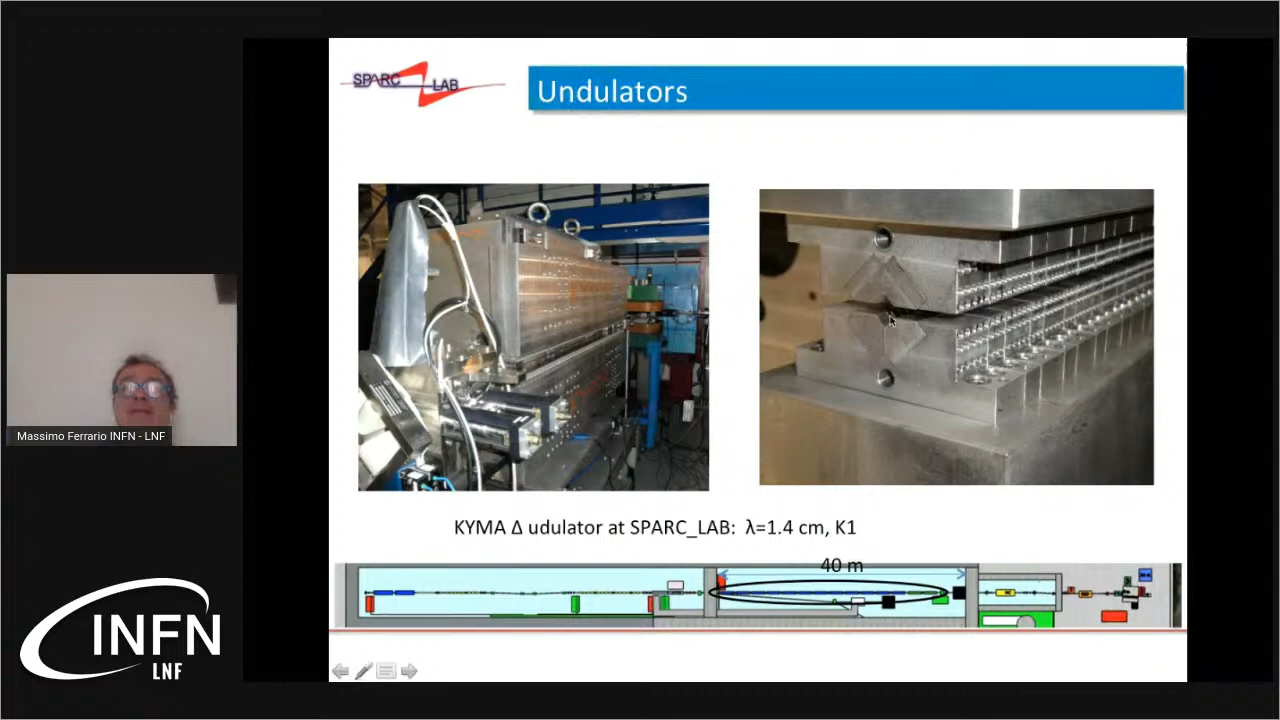 SPARC
LAB
Undulators
Massimo Ferrario INFN - LNF
KYMA Δ udulator at SPARC_LAB: λ=1.4 cm, K1
40 m
INFN
LNF